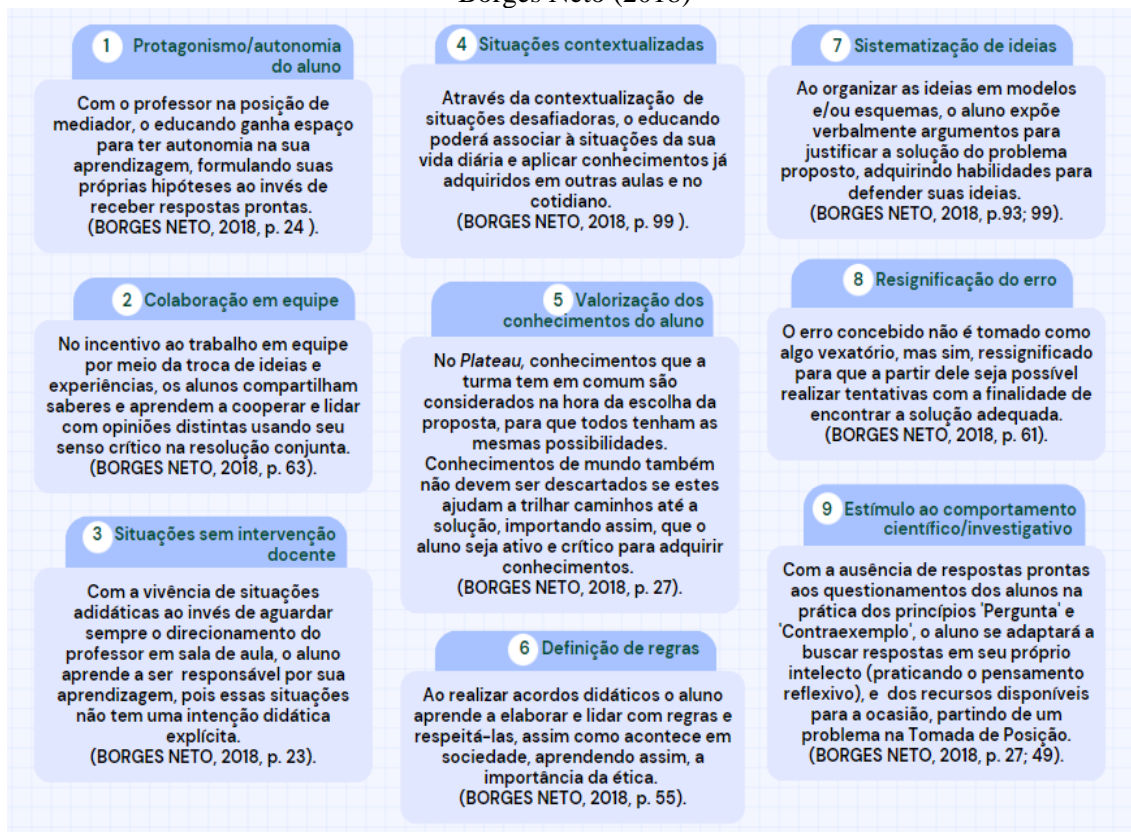 Borges Neto (2018)
1 Protagonismo/autonomia
do aluno
Com o professor na posição de
mediador, o educando ganha espaço
para ter autonomia na sua
aprendizagem, formulando suas
próprias hipóteses ao invés de
receber respostas prontas.
(BORGES NETO, 2018, p. 24 ).
2 Colaboração em equipe
No incentivo ao trabalho em equipe
por meio da troca de ideias e
experiências, os alunos compartilham
saberes e aprendem a cooperar e lidar
com opiniões distintas usando seu
senso crítico na resolução conjunta.
(BORGES NETO, 2018, p. 63).
3 Situações sem intervenção
docente
Com a vivência de situações
adidáticas ao invés de aguardar
sempre o direcionamento do
professor em sala de aula, o aluno
aprende a ser responsável por sua
aprendizagem, pois essas situações
não tem uma intenção didática
explícita.
(BORGES NETO, 2018, p. 23).
4 Situações contextualizadas
Através da contextualização de
situações desafiadoras, o educando
poderá associar à situações da sua
vida diária e aplicar conhecimentos já
adquiridos em outras aulas e no
cotidiano.
(BORGES NETO, 2018, p. 99 ).
5 Valorização dos
conhecimentos do aluno
No Plateau, conhecimentos que a
turma tem em comum são
considerados na hora da escolha da
proposta, para que todos tenham as
mesmas possibilidades.
Conhecimentos de mundo também
não devem ser descartados se estes
ajudam a trilhar caminhos até a
solução, importando assim, que o
aluno seja ativo e crítico para adquirir
conhecimentos.
(BORGES NETO, 2018, p. 27).
6 Definição de regras
Ao realizar acordos didáticos o aluno
aprende a elaborar e lidar com regras e
respeitá-las, assim como acontece em
sociedade, aprendendo assim, a
importância da ética.
(BORGES NETO, 2018, p. 55).
7 Sistematização de ideias
Ao organizar as ideias em modelos
e/ou esquemas, o aluno expõe
verbalmente argumentos para
justificar a solução do problema
proposto, adquirindo habilidades para
defender suas ideias.
(BORGES NETO, 2018, p.93; 99).
8 Resignificação do erro
O erro concebido não é tomado como
algo vexatório, mas sim, ressignificado
para que a partir dele seja possível
realizar tentativas com a finalidade de
encontrar a solução adequada.
(BORGES NETO, 2018, p. 61).
9 Estímulo ao comportamento
científico/investigativo
Com a ausência de respostas prontas
aos questionamentos dos alunos na
prática dos princípios 'Pergunta' e
'Contraexemplo', o aluno se adaptará a
buscar respostas em seu próprio
intelecto (praticando o pensamento
reflexivo), e dos recursos disponíveis
para a ocasião, partindo de um
problema na Tomada de Posição.
(BORGES NETO, 2018, p. 27; 49).